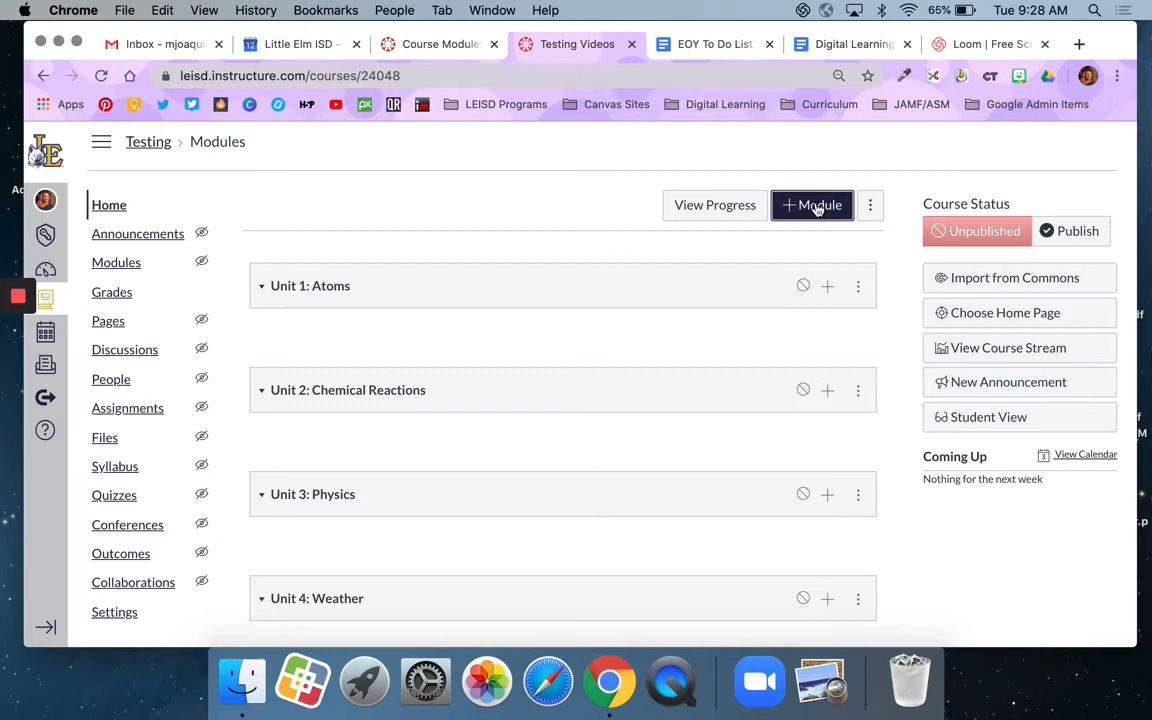 Chrome File Edit View History Bookmarks People Tab Window Help 65% Tue 9:28 AM
Inbox - mjoaqui Little Elm ISD - Course Module Testing Videos EOY To Do List Digital Learning Loom | Free Scr
leisd.instructure.com/courses/24048
Apps LEISD Programs Canvas Sites Digital Learning Curriculum JAMF/ASM Google Admin Items
Testing › Modules
Home
Announcements
Modules
Grades
Pages
Discussions
People
Assignments
Files
Syllabus
Quizzes
Conferences
Outcomes
Collaborations
Settings
View Progress + Module
Unit 1: Atoms
Unit 2: Chemical Reactions
Unit 3: Physics
Unit 4: Weather
Course Status
Unpublished Publish
Import from Commons
Choose Home Page
View Course Stream
New Announcement
Student View
Coming Up View Calendar
Nothing for the next week